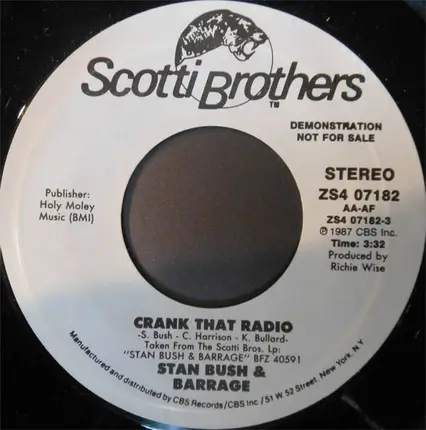 Scotti Brothers
TM
DEMONSTRATION
NOT FOR SALE
STEREO
ZS4 07182
AA-AF
ZS4 07182-3
℗ 1987 CBS Inc.
Time: 3:32
Produced by
Richie Wise
Publisher:
Holy Moley
Music (BMI)
CRANK THAT RADIO
-S. Bush - C. Harrison - K. Bullard-
Taken From The Scotti Bros. Lp:
"STAN BUSH & BARRAGE" BFZ 40591
STAN BUSH &
BARRAGE
Manufactured and distributed by CBS Records/CBS Inc./51 W. 52 Street, New York, N.Y.